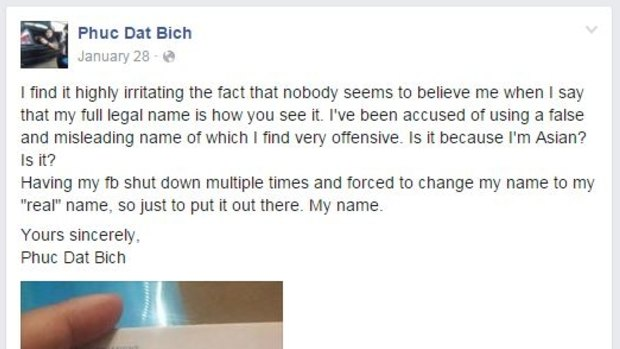 Phuc Dat Bich
January 28 ·
I find it highly irritating the fact that nobody seems to believe me when I say
that my full legal name is how you see it. I've been accused of using a false
and misleading name of which I find very offensive. Is it because I'm Asian?
Is it?
Having my fb shut down multiple times and forced to change my name to my
"real" name, so just to put it out there. My name.
Yours sincerely,
Phuc Dat Bich